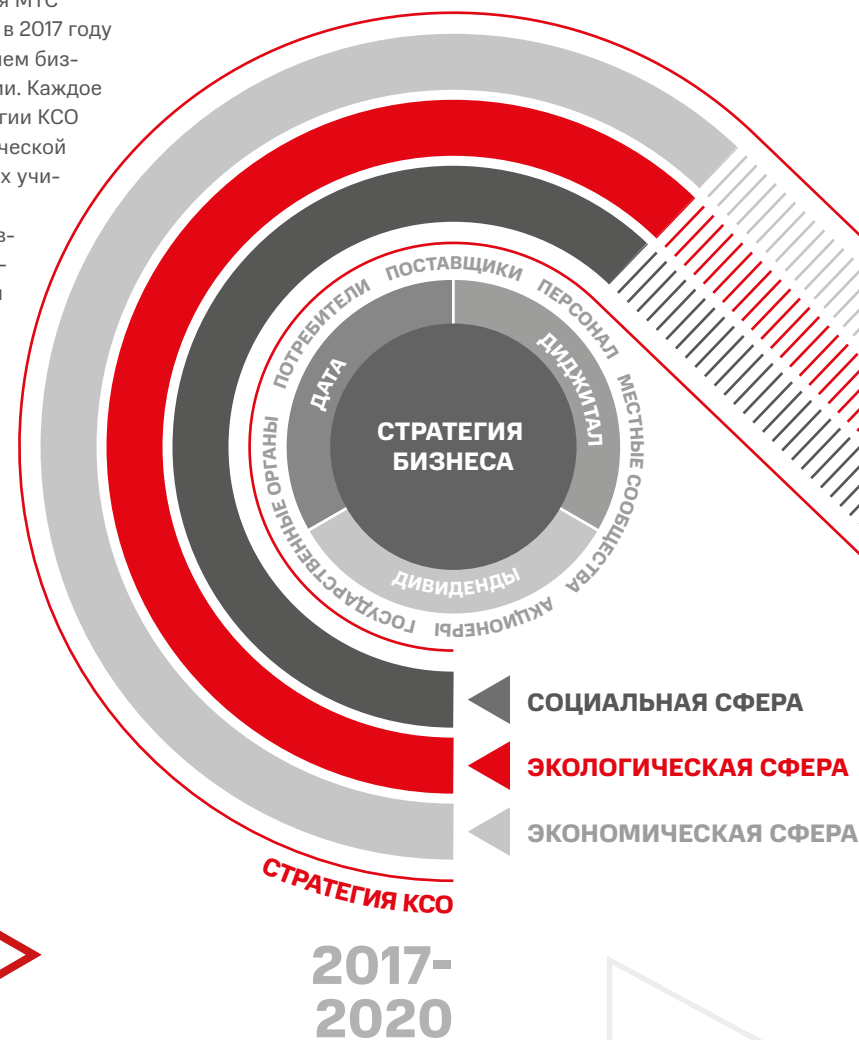 я МТС
в 2017 году
ем биз-
ии. Каждое
гии КСО
ческой
х учи-
в-
-
ПОТРЕБИТЕЛИ
ПОСТАВЩИКИ
ПЕРСОНАЛ
МЕСТНЫЕ СООБЩЕСТВА
АКЦИОНЕРЫ
ГОСУДАРСТВЕННЫЕ ОРГАНЫ
ДАТА
ДИДЖИТАЛ
ДИВИДЕНДЫ
СТРАТЕГИЯ
БИЗНЕСА
СОЦИАЛЬНАЯ СФЕРА
ЭКОЛОГИЧЕСКАЯ СФЕРА
ЭКОНОМИЧЕСКАЯ СФЕРА
СТРАТЕГИЯ КСО
2017-
2020